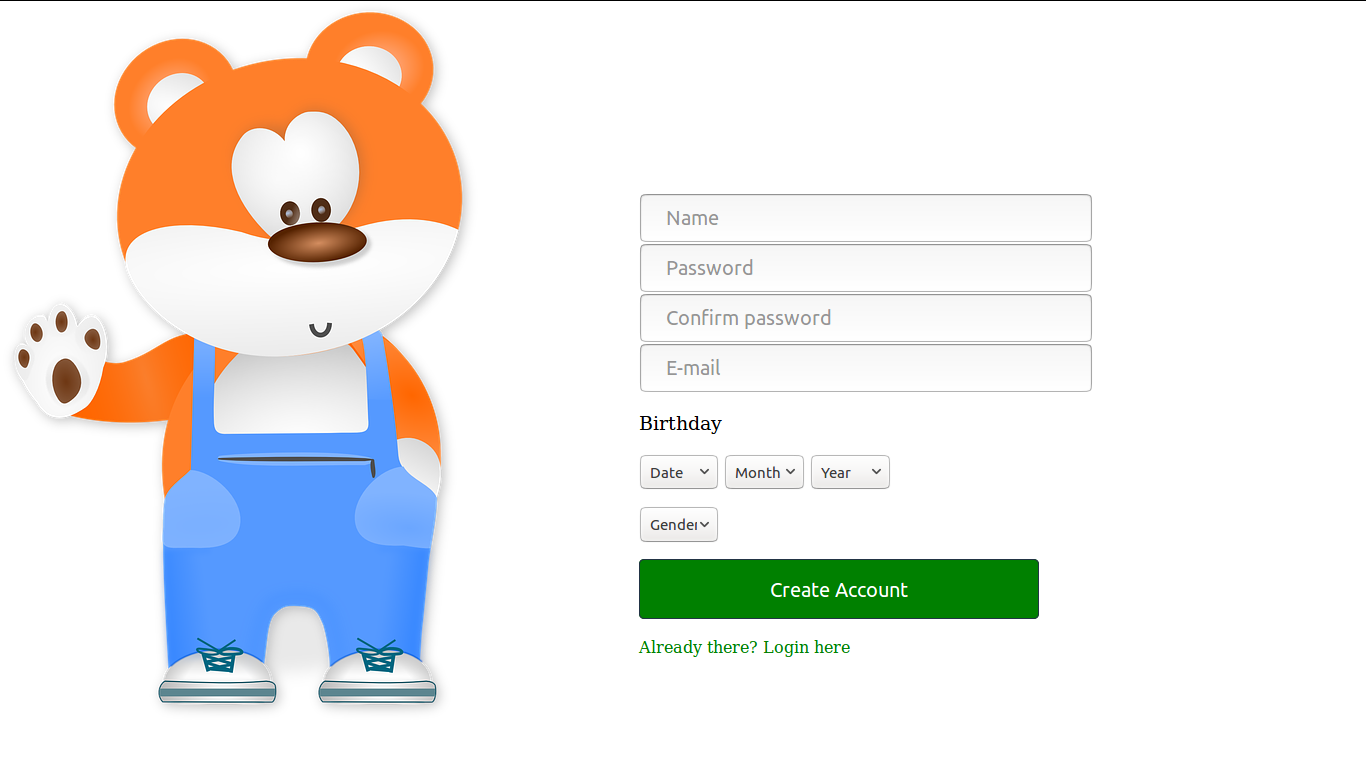 Name
Password
Confirm password
E-mail
Birthday
Date Month Year
Gender
Create Account
Already there? Login here